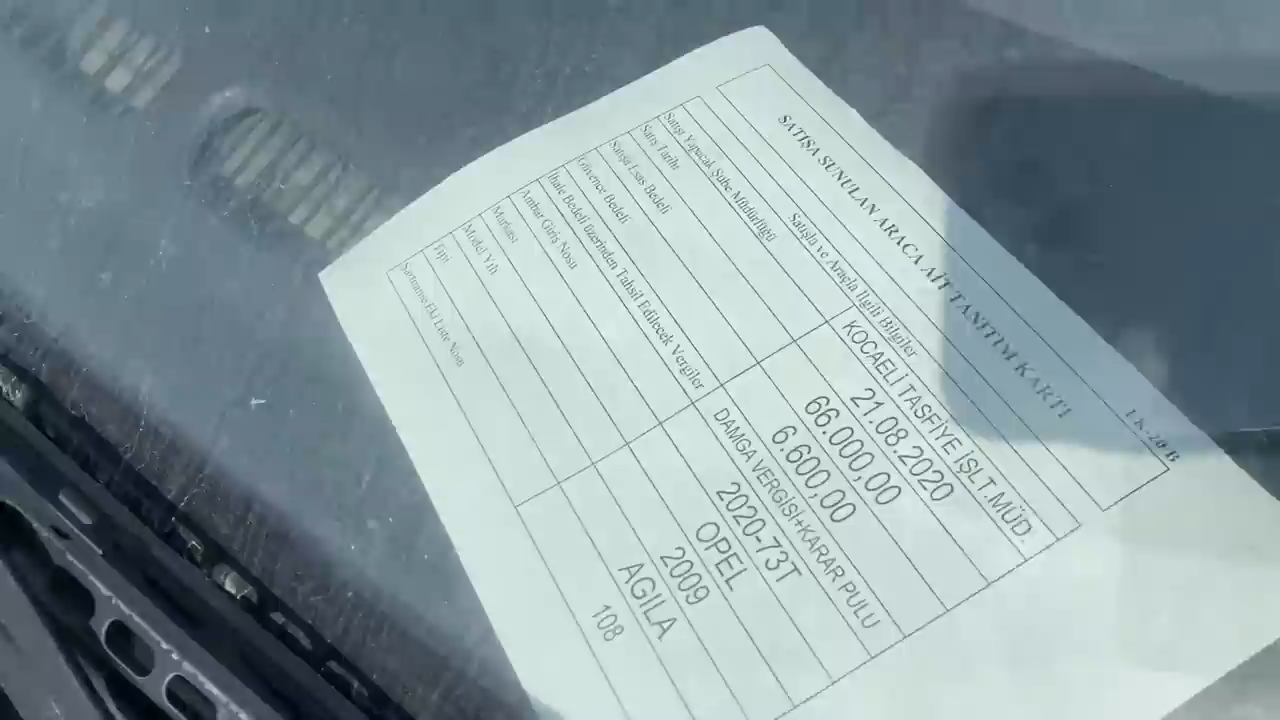 EK-20 B
SATIŞA SUNULAN ARACA AİT TANITIM KARTI
Satışla ve Araçla İlgili Bilgiler
Satışı Yapacak Şube Müdürlüğü KOCAELİ TASFİYE İŞLT.MÜD.
Satış Tarihi 21.08.2020
Satışa Esas Bedeli 66.000,00
Güvence Bedeli 6.600,00
İhale Bedeli üzerinden Tahsil Edilecek Vergiler DAMGA VERGİSİ+KARAR PULU
Ambar Giriş Nosu 2020-73T
Markası OPEL
Model Yılı 2009
Tipi AGILA
Şartname Eki Liste Nosu 108